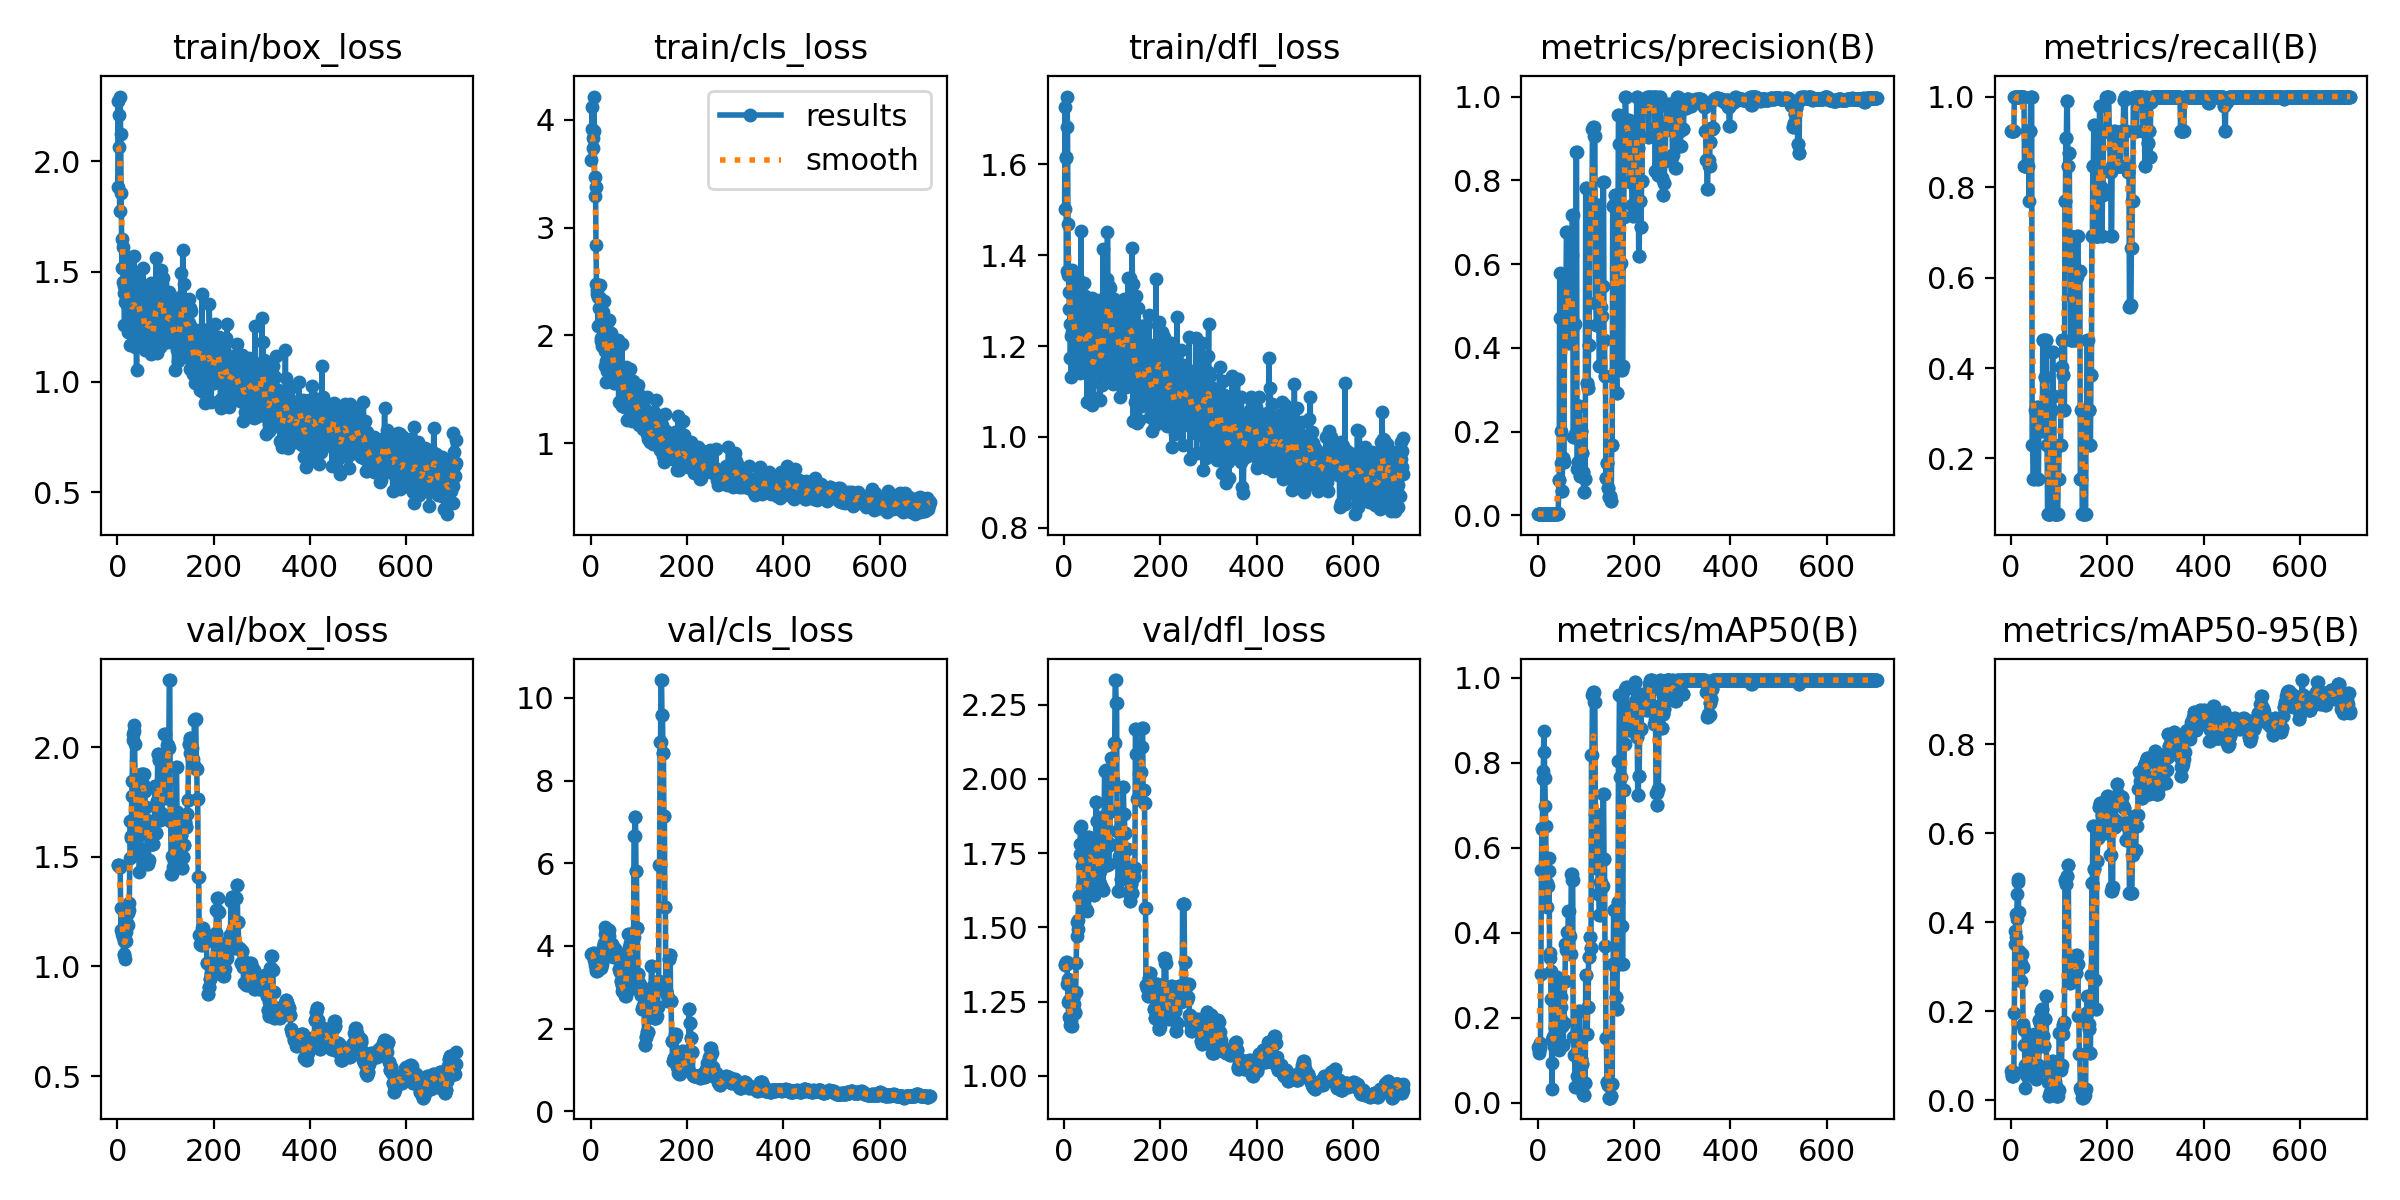 train/box_loss
2.0
1.5
1.0
0.5
0 200 400 600
train/cls_loss
results
smooth
4
3
2
1
0 200 400 600
train/dfl_loss
1.6
1.4
1.2
1.0
0.8
0 200 400 600
metrics/precision(B)
1.0
0.8
0.6
0.4
0.2
0.0
0 200 400 600
metrics/recall(B)
1.0
0.8
0.6
0.4
0.2
0 200 400 600
val/box_loss
2.0
1.5
1.0
0.5
0 200 400 600
val/cls_loss
10
8
6
4
2
0
0 200 400 600
val/dfl_loss
2.25
2.00
1.75
1.50
1.25
1.00
0 200 400 600
metrics/mAP50(B)
1.0
0.8
0.6
0.4
0.2
0.0
0 200 400 600
metrics/mAP50-95(B)
0.8
0.6
0.4
0.2
0.0
0 200 400 600